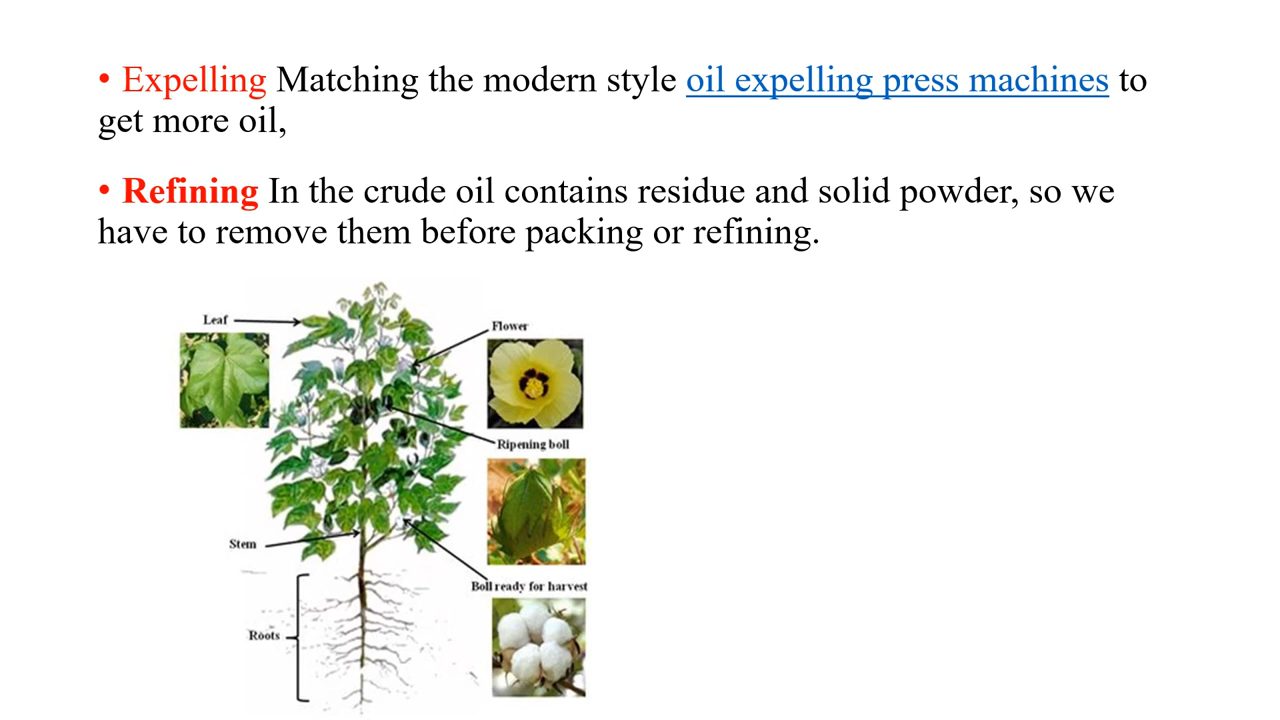 • Expelling Matching the modern style oil expelling press machines to
get more oil,
• Refining In the crude oil contains residue and solid powder, so we
have to remove them before packing or refining.
Leaf
Flower
Ripening boll
Stem
Boll ready for harvest
Roots